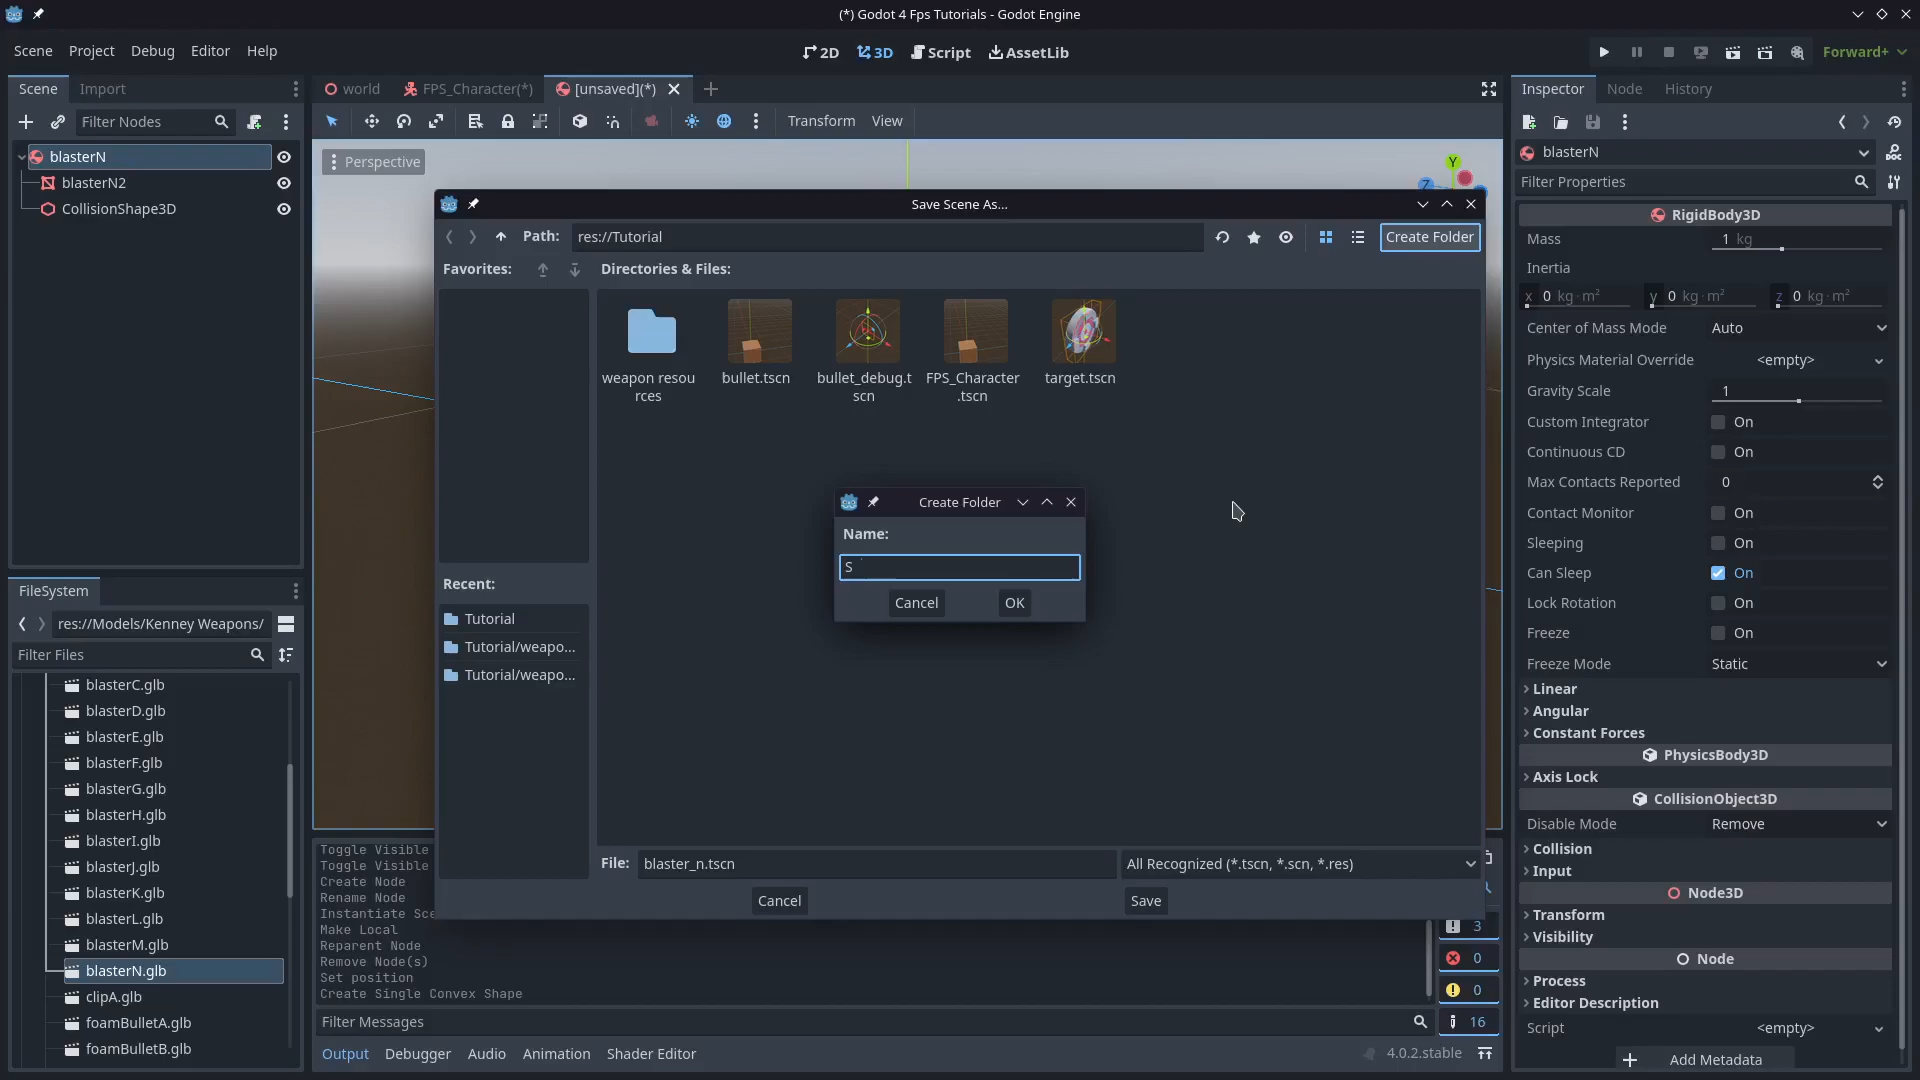 (*) Godot 4 Fps Tutorials - Godot Engine
Scene Project Debug Editor Help
2D 3D Script AssetLib
Forward+
Scene Import
Filter Nodes
blasterN
blasterN2
CollisionShape3D
world FPS_Character(*) [unsaved](*)
Transform View
Perspective
Y
Z
Save Scene As...
Path: res://Tutorial
Create Folder
Favorites:
Directories & Files:
weapon resou
rces
bullet.tscn
bullet_debug.t
scn
FPS_Character
.tscn
target.tscn
Create Folder
Name:
S
Cancel OK
Recent:
Tutorial
Tutorial/weapo...
Tutorial/weapo...
File: blaster_n.tscn
All Recognized (*.tscn, *.scn, *.res)
Cancel Save
FileSystem
res://Models/Kenney Weapons/
Filter Files
blasterC.glb
blasterD.glb
blasterE.glb
blasterF.glb
blasterG.glb
blasterH.glb
blasterI.glb
blasterJ.glb
blasterK.glb
blasterL.glb
blasterM.glb
blasterN.glb
clipA.glb
foamBulletA.glb
foamBulletB.glb
Toggle Visible
Toggle Visible
Create Node
Rename Node
Instantiate Sce
Make Local
Reparent Node
Remove Node(s)
Set position
Create Single Convex Shape
3
0
0
16
Filter Messages
Output Debugger Audio Animation Shader Editor
4.0.2.stable
Inspector Node History
blasterN
DOC
Filter Properties
RigidBody3D
Mass 1 kg
Inertia
x 0 kg·m² y 0 kg·m² z 0 kg·m²
Center of Mass Mode Auto
Physics Material Override <empty>
Gravity Scale 1
Custom Integrator On
Continuous CD On
Max Contacts Reported 0
Contact Monitor On
Sleeping On
Can Sleep On
Lock Rotation On
Freeze On
Freeze Mode Static
Linear
Angular
Constant Forces
PhysicsBody3D
Axis Lock
CollisionObject3D
Disable Mode Remove
Collision
Input
Node3D
Transform
Visibility
Node
Process
Editor Description
Script <empty>
Add Metadata